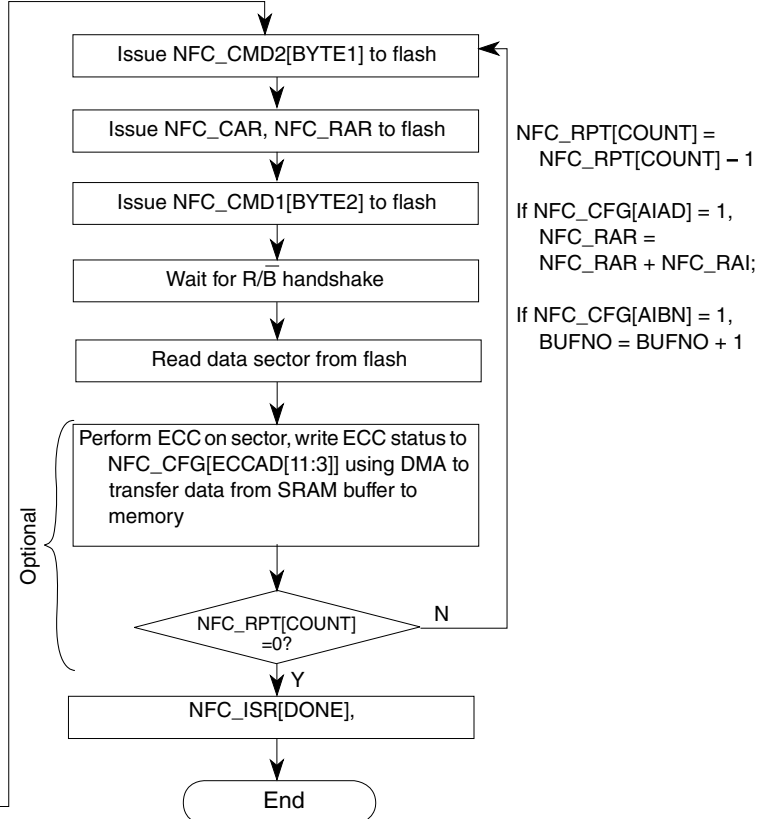 Issue NFC_CMD2[BYTE1] to flash
Issue NFC_CAR, NFC_RAR to flash
Issue NFC_CMD1[BYTE2] to flash
Wait for R/B̅ handshake
Read data sector from flash
Perform ECC on sector, write ECC status to
NFC_CFG[ECCAD[11:3]] using DMA to
transfer data from SRAM buffer to
memory
Optional
NFC_RPT[COUNT]
=0?
N
Y
NFC_ISR[DONE],
End
NFC_RPT[COUNT] =
NFC_RPT[COUNT] – 1
If NFC_CFG[AIAD] = 1,
NFC_RAR =
NFC_RAR + NFC_RAI;
If NFC_CFG[AIBN] = 1,
BUFNO = BUFNO + 1